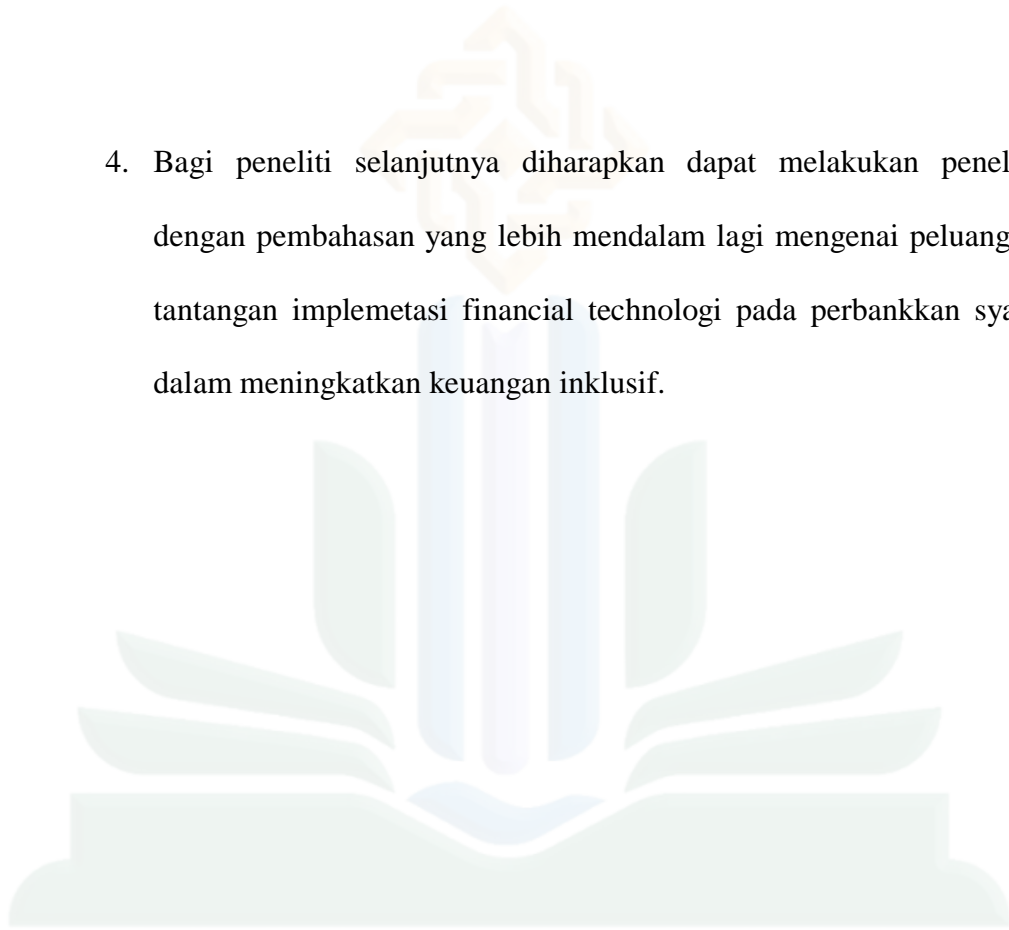 4. Bagi peneliti selanjutnya diharapkan dapat melakukan penel
dengan pembahasan yang lebih mendalam lagi mengenai peluang
tantangan implemetasi financial technologi pada perbankkan sya
dalam meningkatkan keuangan inklusif.